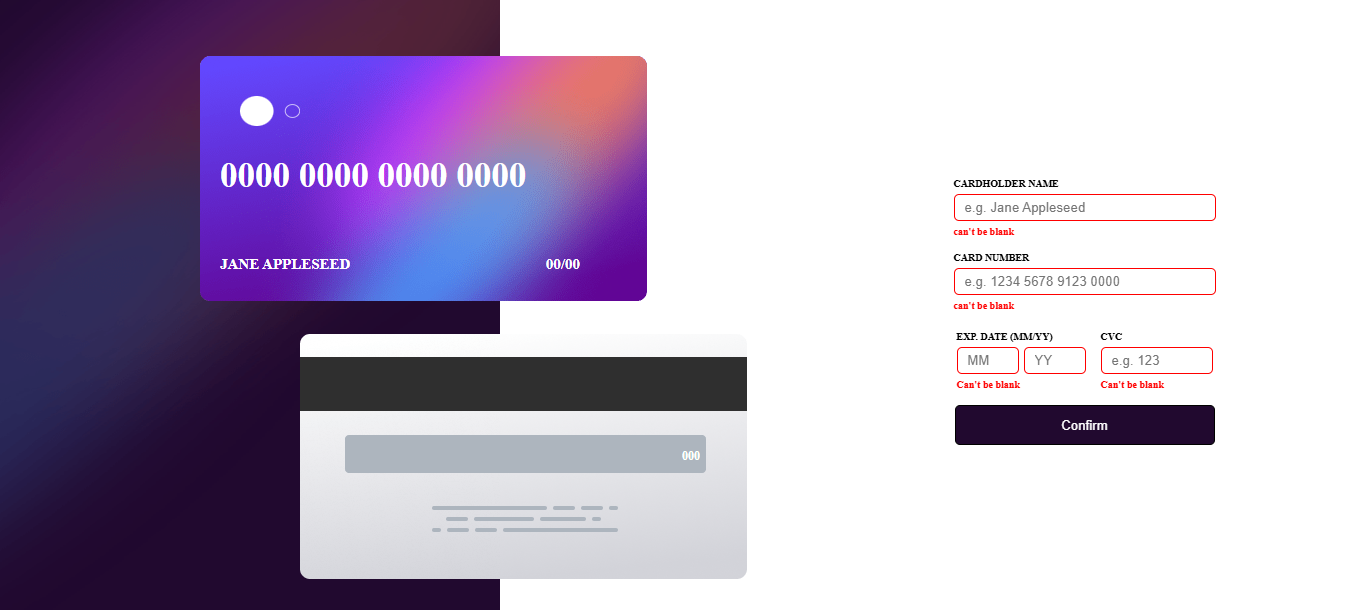 0000 0000 0000 0000
JANE APPLESEED 00/00
000
CARDHOLDER NAME
e.g. Jane Appleseed
can't be blank
CARD NUMBER
e.g. 1234 5678 9123 0000
can't be blank
EXP. DATE (MM/YY) CVC
MM YY e.g. 123
Can't be blank Can't be blank
Confirm